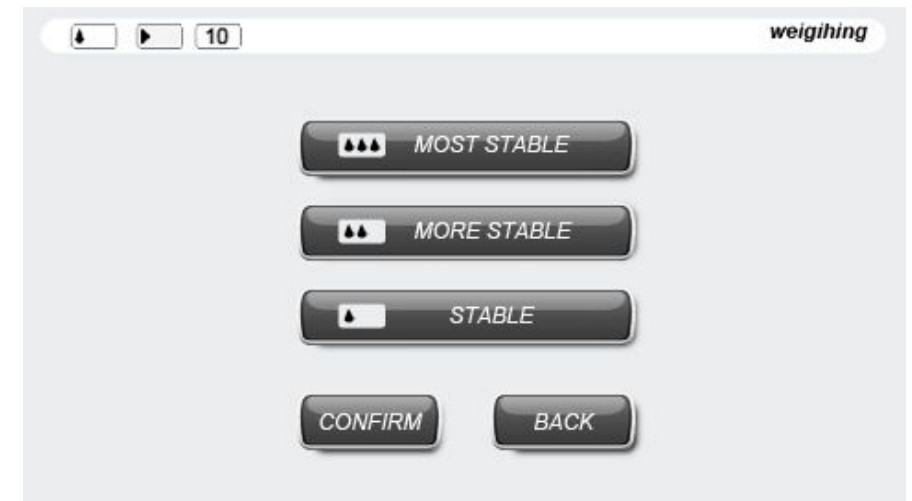 10 weigihing
MOST STABLE
MORE STABLE
STABLE
CONFIRM BACK